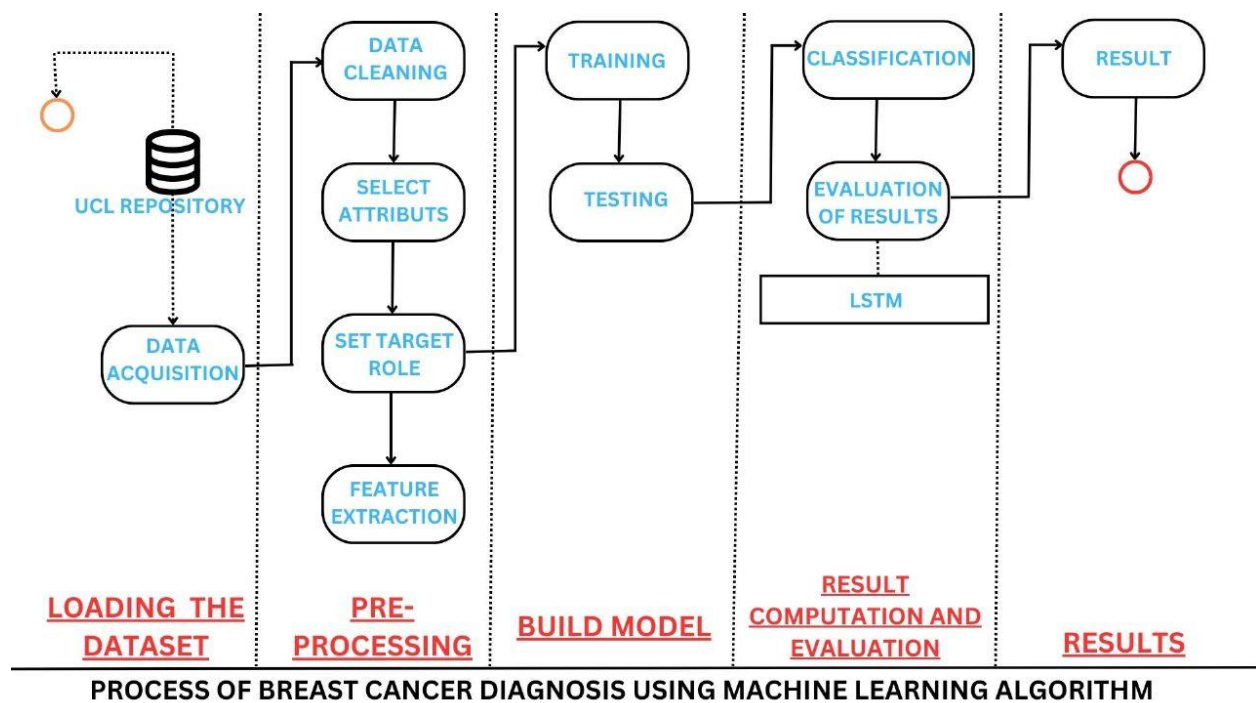 UCL REPOSITORY
DATA
ACQUISITION
LOADING THE
DATASET
DATA
CLEANING
SELECT
ATTRIBUTS
SET TARGET
ROLE
FEATURE
EXTRACTION
PRE-
PROCESSING
TRAINING
TESTING
BUILD MODEL
CLASSIFICATION
EVALUATION
OF RESULTS
LSTM
RESULT
COMPUTATION AND
EVALUATION
RESULT
RESULTS
PROCESS OF BREAST CANCER DIAGNOSIS USING MACHINE LEARNING ALGORITHM